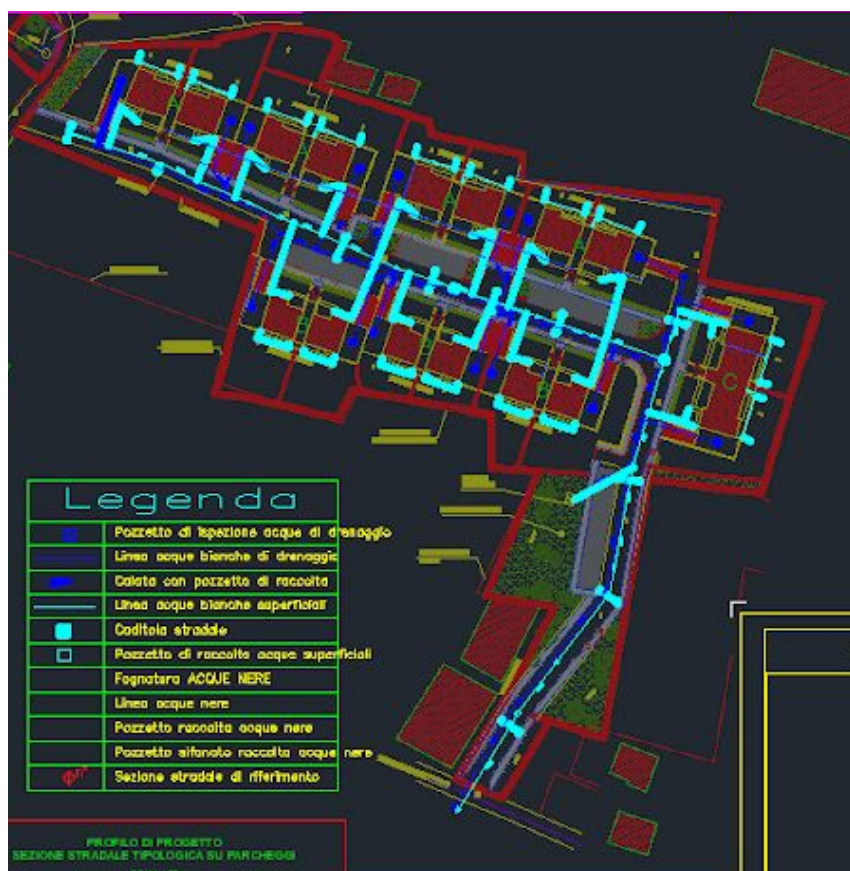 C
Legenda
Pozzetto di ispezione acque di drenaggio
Linea acque bianche di drenaggio
Calata con pozzetto di raccolta
Linea acque bianche superficiali
Caditoia stradale
Pozzetto di raccolta acque superficiali
Fognatura ACQUE NERE
Linea acque nere
Pozzetto raccolta acque nere
Pozzetto sifonato raccolta acque nere
Sezione stradale di riferimento
PROFILO DI PROGETTO
SEZIONE STRADALE TIPOLOGICA SU PARCHEGGI